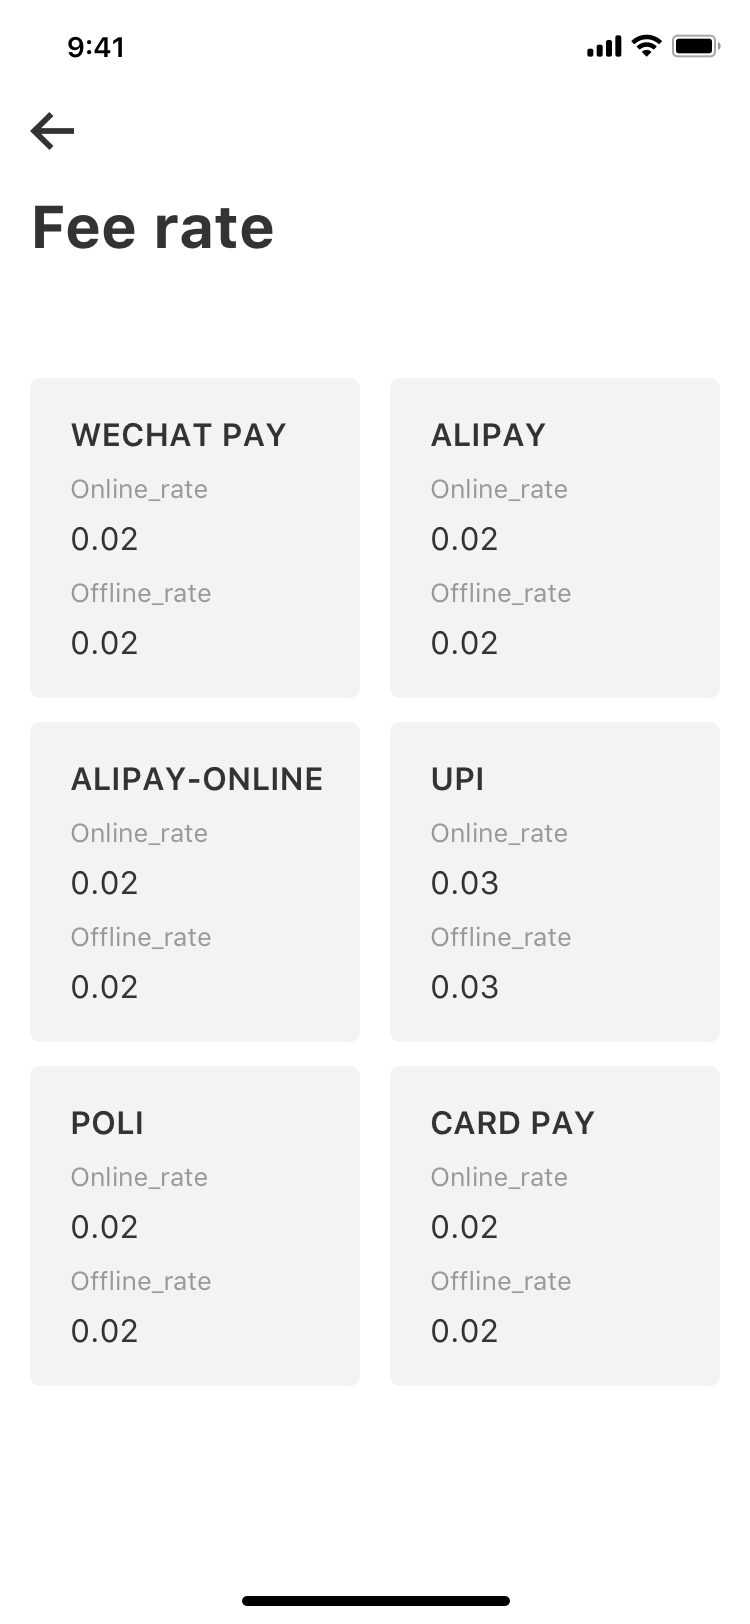 9:41
Fee rate
WECHAT PAY
Online_rate
0.02
Offline_rate
0.02
ALIPAY
Online_rate
0.02
Offline_rate
0.02
ALIPAY-ONLINE
Online_rate
0.02
Offline_rate
0.02
UPI
Online_rate
0.03
Offline_rate
0.03
POLI
Online_rate
0.02
Offline_rate
0.02
CARD PAY
Online_rate
0.02
Offline_rate
0.02